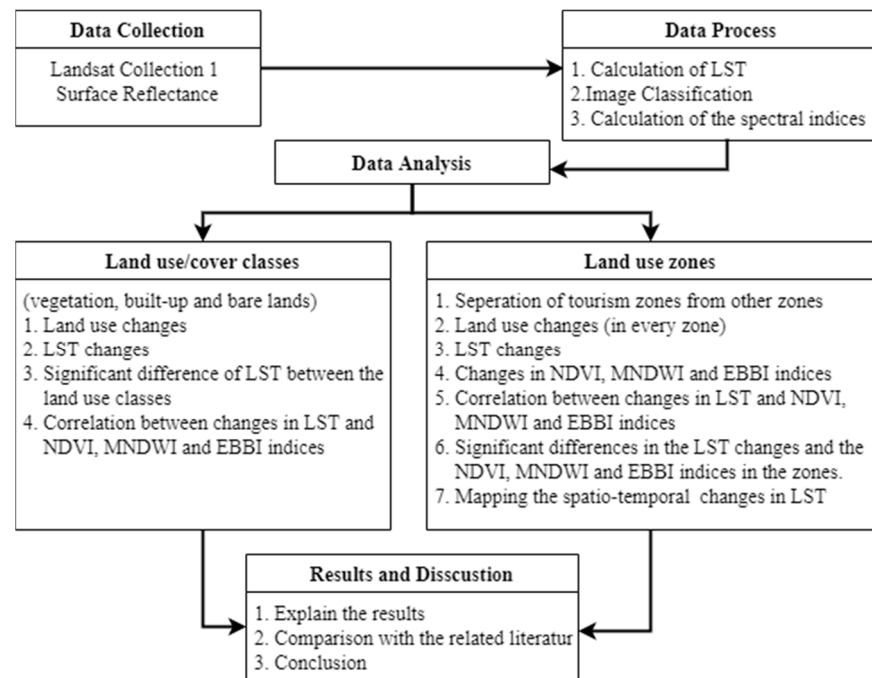 Data Collection
Landsat Collection 1
Surface Reflectance
Data Process
1. Calculation of LST
2.Image Classification
3. Calculation of the spectral indices
Data Analysis
Land use/cover classes
(vegetation, built-up and bare lands)
1. Land use changes
2. LST changes
3. Significant difference of LST between the
land use classes
4. Correlation between changes in LST and
NDVI, MNDWI and EBBI indices
Land use zones
1. Seperation of tourism zones from other zones
2. Land use changes (in every zone)
3. LST changes
4. Changes in NDVI, MNDWI and EBBI indices
5. Correlation between changes in LST and NDVI,
MNDWI and EBBI indices
6. Significant differences in the LST changes and the
NDVI, MNDWI and EBBI indices in the zones.
7. Mapping the spatio-temporal changes in LST
Results and Disscustion
1. Explain the results
2. Comparison with the related literatur
3. Conclusion